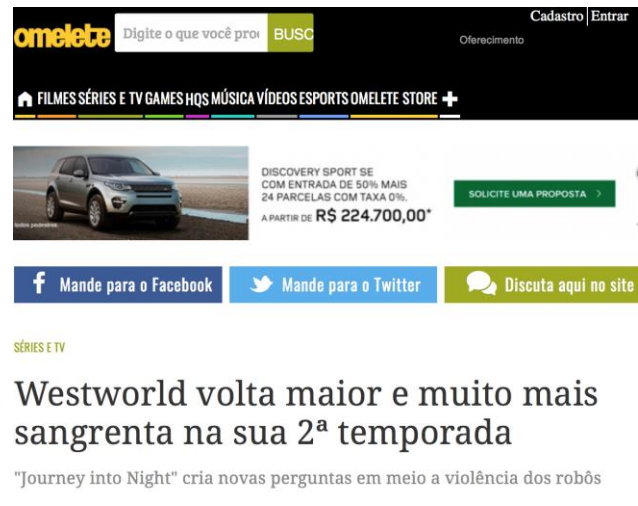 Cadastro | Entrar
omelete Digite o que você pro BUSC
Oferecimento
FILMES SÉRIES E TV GAMES HQS MÚSICA VÍDEOS ESPORTS OMELETE STORE +
DISCOVERY SPORT SE
COM ENTRADA DE 50% MAIS
24 PARCELAS COM TAXA 0%.
A PARTIR DE R$ 224.700,00*
SOLICITE UMA PROPOSTA >
Mande para o Facebook
Mande para o Twitter
Discuta aqui no site
SÉRIES E TV
Westworld volta maior e muito mais
sangrenta na sua 2ª temporada
"Journey into Night" cria novas perguntas em meio a violência dos robôs